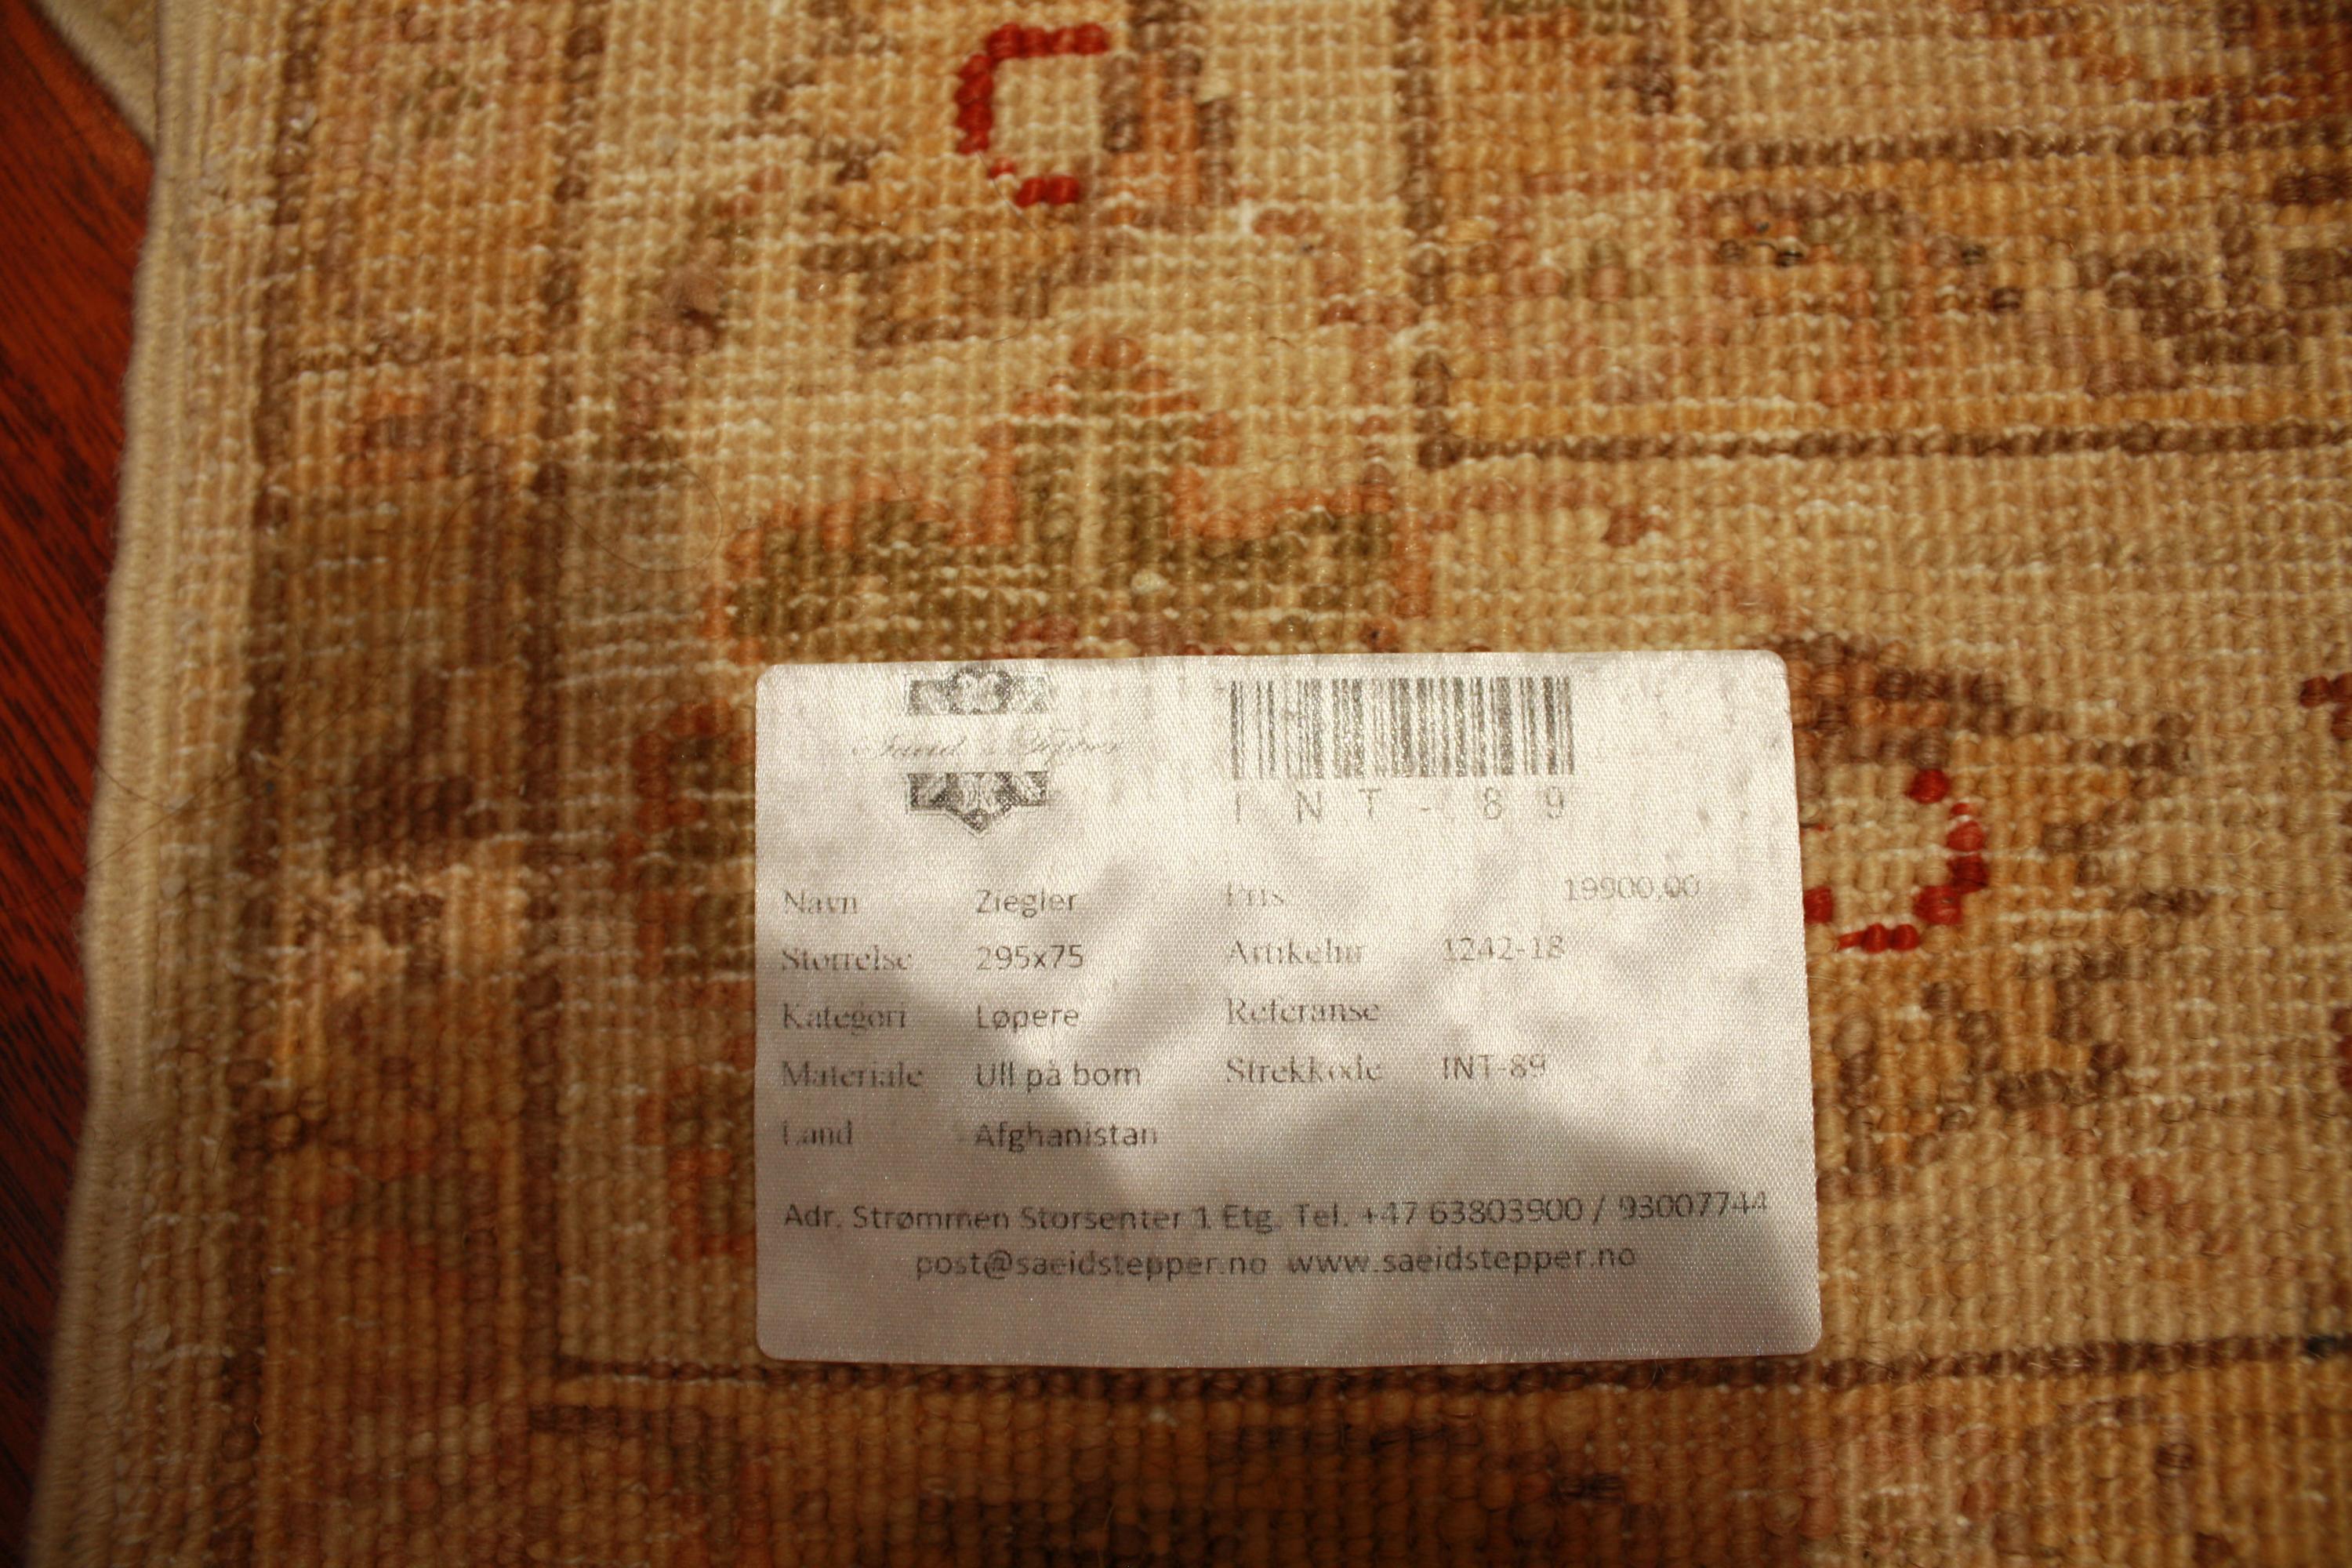 Saeid s Tepper
INT-89
Navn Ziegler Pris 19900,00
Størrelse 295x75 Artikelnr 1242-18
Kategori Løpere Referanse
Materiale Ull på bom Strekkode INT-89
Land Afghanistan
Adr. Strømmen Storsenter 1 Etg. Tel. +47 63803900 / 93007744
post@saeidstepper.no www.saeidstepper.no